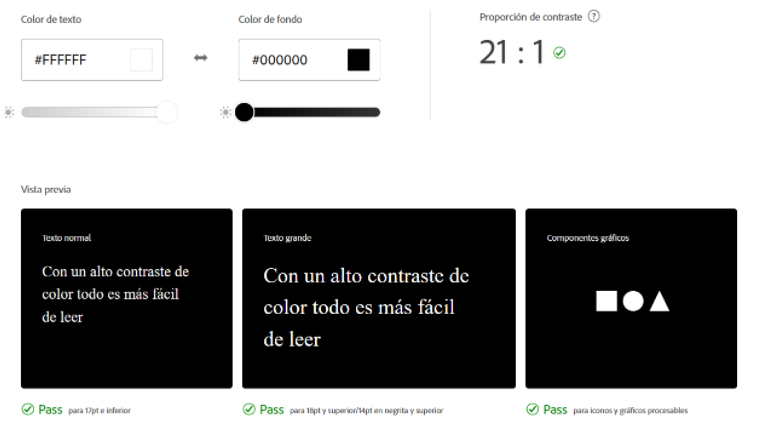 Color de texto
Color de fondo
Proporción de contraste ?
#FFFFFF
#000000
21 : 1
Vista previa
Texto normal
Con un alto contraste de
color todo es más fácil
de leer
Texto grande
Con un alto contraste de
color todo es más fácil
de leer
Componentes gráficos
Pass para 17pt e inferior
Pass para 18pt y superior/14pt en negrita y superior
Pass para iconos y gráficos procesables